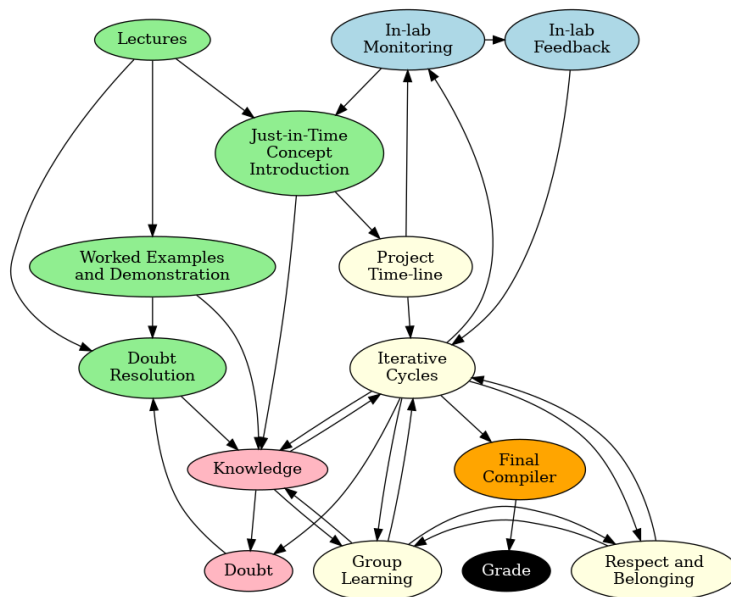 Lectures
In-lab
Monitoring
In-lab
Feedback
Just-in-Time
Concept
Introduction
Worked Examples
and Demonstration
Project
Time-line
Doubt
Resolution
Iterative
Cycles
Knowledge
Final
Compiler
Doubt
Group
Learning
Grade
Respect and
Belonging